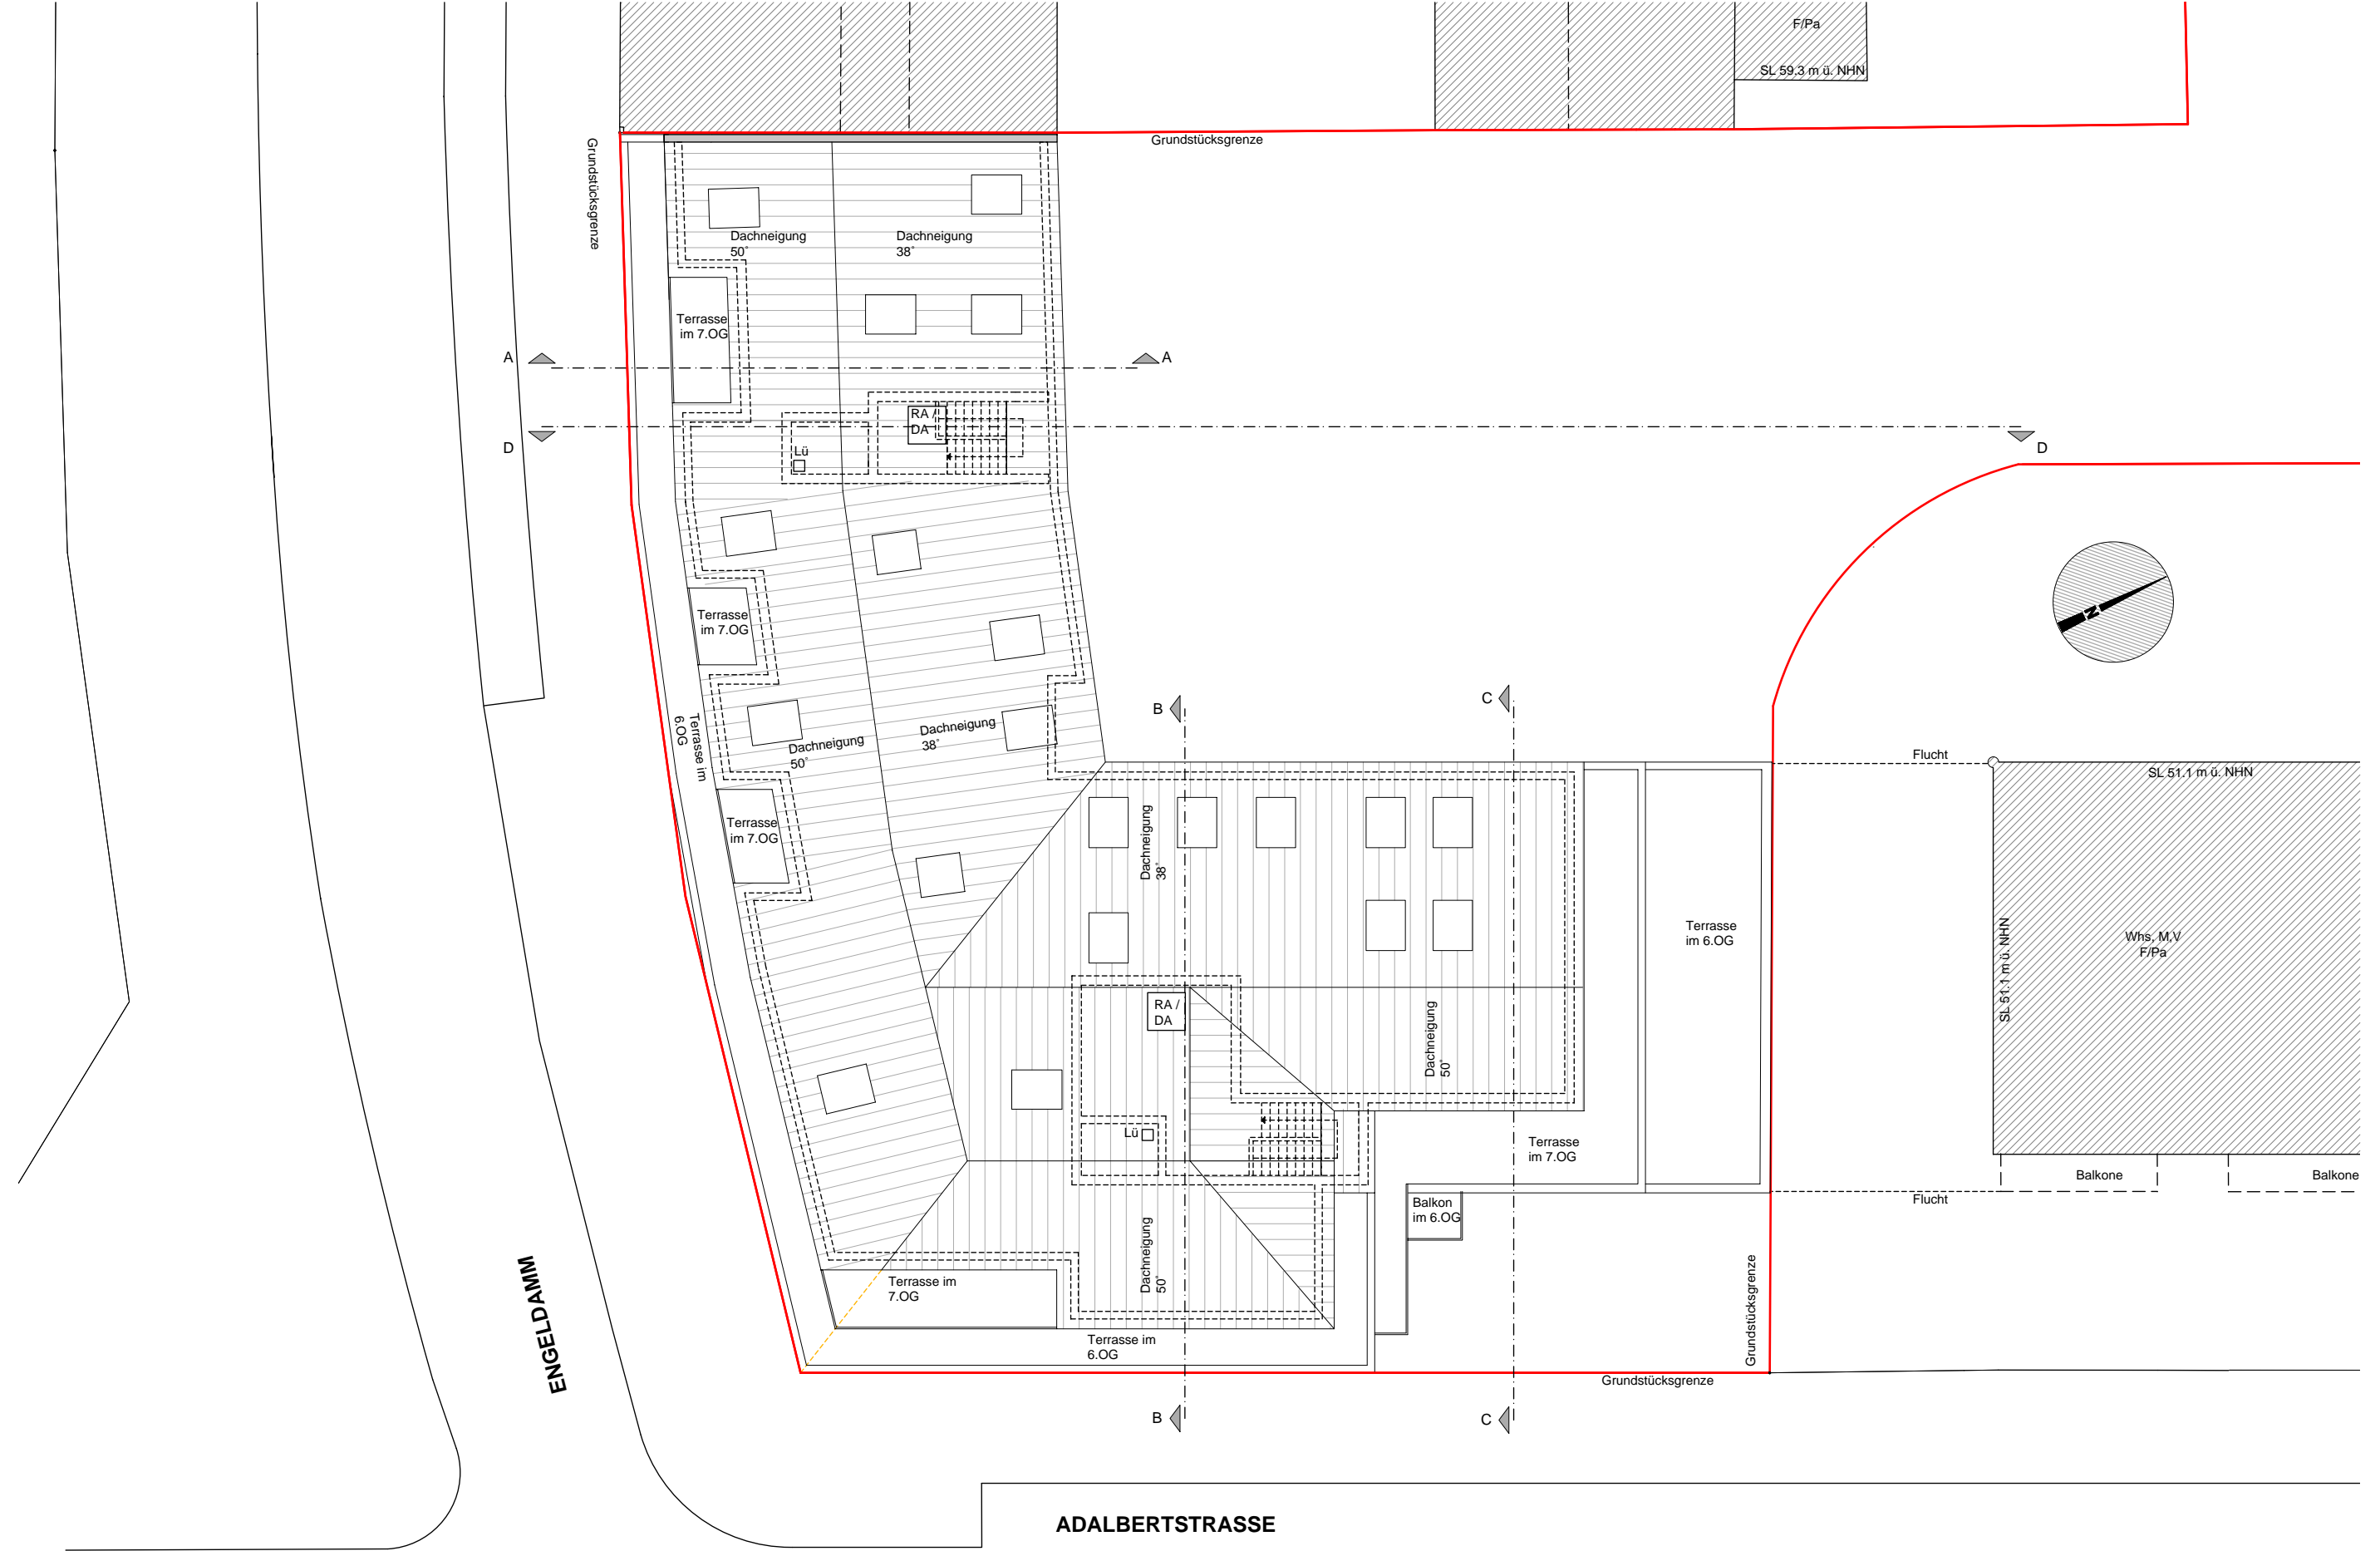 F/Pa
SL 59.3 m ü. NHN
Grundstücksgrenze
Grundstücksgrenze
Dachneigung
50°
Dachneigung
38°
Terrasse
im 7.OG
A
A
RA /
DA
D
D
Lü
Terrasse
im 7.OG
Terrasse im
6.OG
Dachneigung
50°
Dachneigung
38°
N
B
C
Flucht
SL 51.1 m ü. NHN
Terrasse
im 7.OG
Dachneigung
38°
Terrasse
im 6.OG
SL 51.1 m ü. NHN
Whs, M,V
F/Pa
RA /
DA
Dachneigung
50°
Lü
Terrasse
im 7.OG
Balkone
Balkone
Flucht
Balkon
im 6.OG
Dachneigung
50°
Terrasse im
7.OG
Grundstücksgrenze
ENGELDAMM
Terrasse im
6.OG
Grundstücksgrenze
B
C
ADALBERTSTRASSE